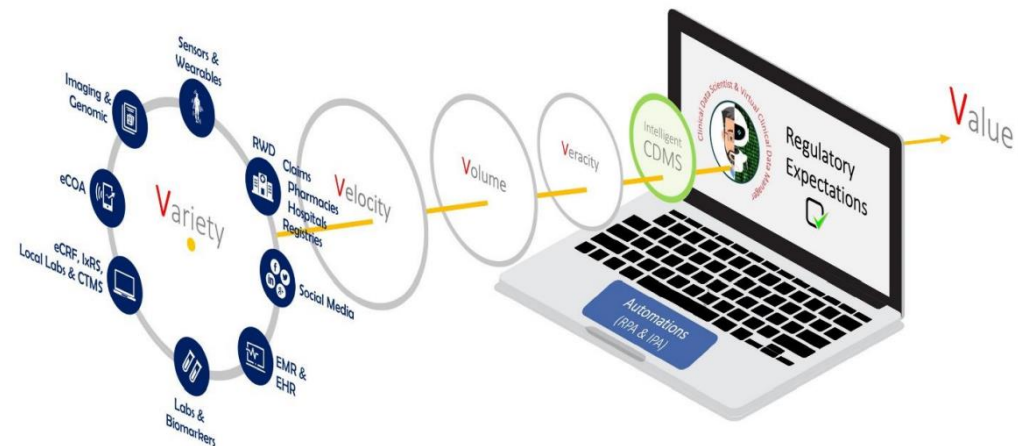 Sensors &
Wearables
Imaging &
Genomic
eCOA
eCRF, IxRS,
Local Labs & CTMS
Labs &
Biomarkers
EMR &
EHR
Social Media
RWD
Claims
Pharmacies
Hospitals
Registries
Variety
Velocity
Volume
Veracity
Intelligent
CDMS
Clinical Data Scientist & Virtual Clinical Data Manager
Regulatory
Expectations
Automations
(RPA & IPA)
Value